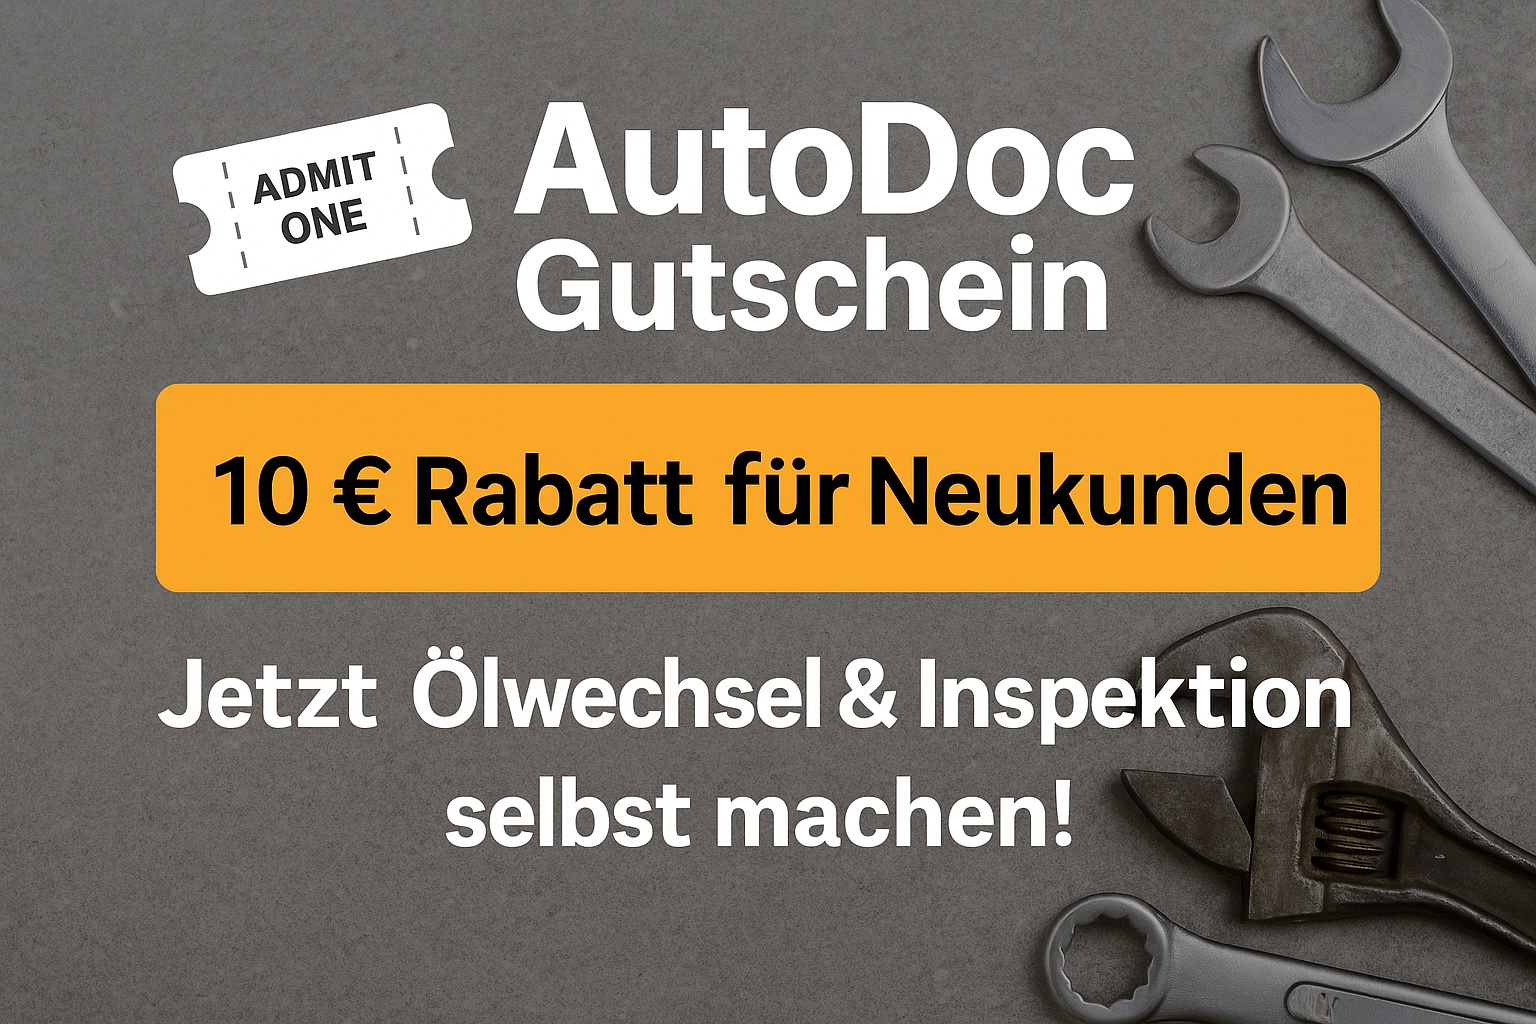 ADMIT
ONE
AutoDoc
Gutschein
10 € Rabatt für Neukunden
Jetzt Ölwechsel & Inspektion
selbst machen!